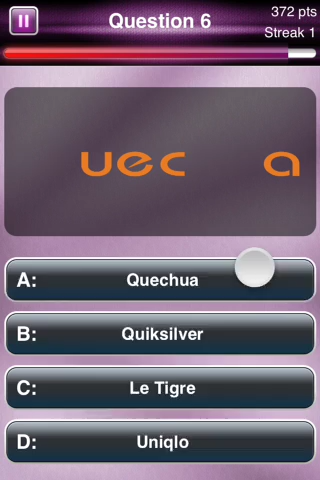 Question 6
372 pts
Streak 1
uec a
A: Quechua
B: Quiksilver
C: Le Tigre
D: Uniqlo